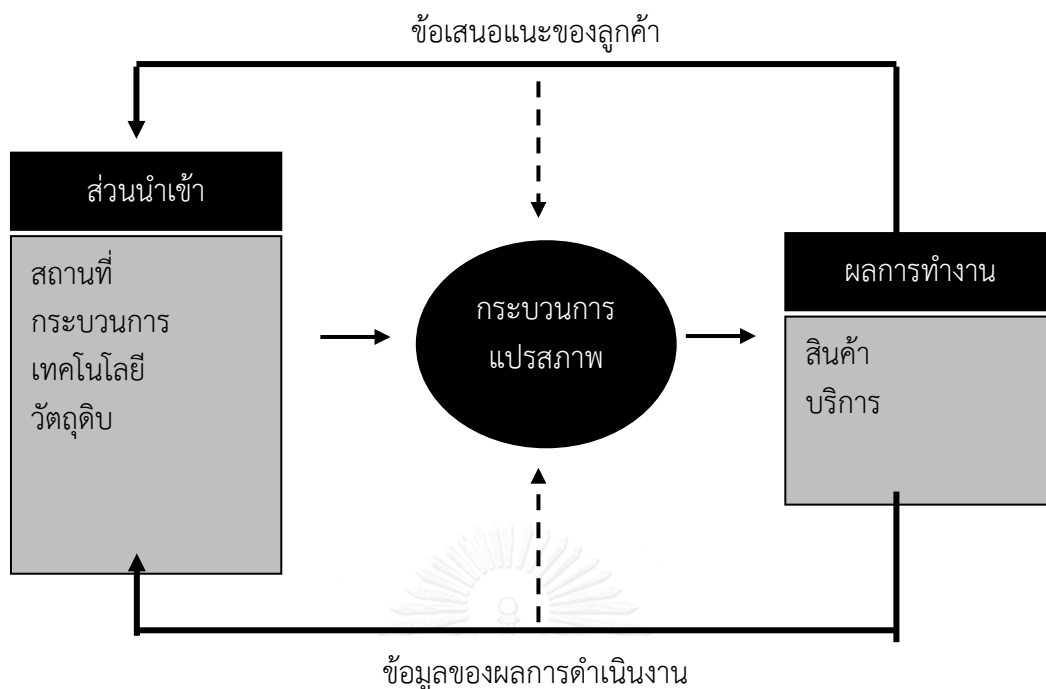 ข้อเสนอแนะของลูกค้า
ส่วนนำเข้า
สถานที่
กระบวนการ
เทคโนโลยี
วัตถุดิบ
กระบวนการ
แปรสภาพ
ผลการทำงาน
สินค้า
บริการ
ข้อมูลของผลการดำเนินงาน